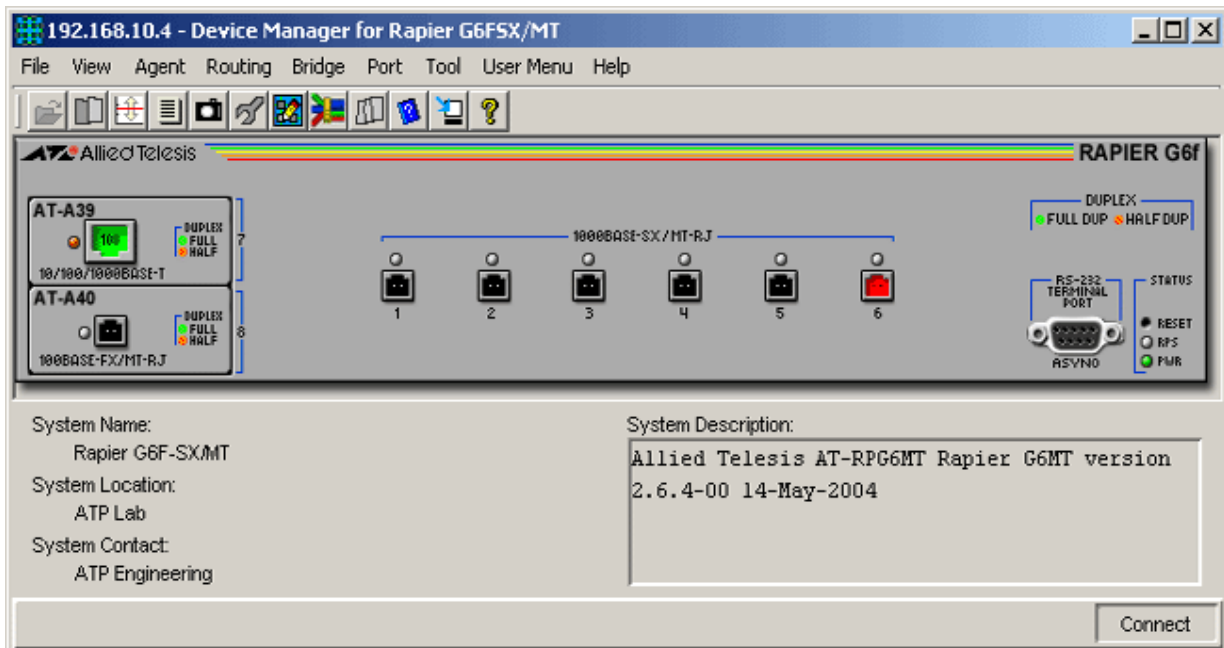 192.168.10.4 - Device Manager for Rapier G6FSX/MT
File View Agent Routing Bridge Port Tool User Menu Help
Allied Telesis
RAPIER G6f
AT-A39
100
DUPLEX
FULL
HALF
7
10/100/1000BASE-T
AT-A40
DUPLEX
FULL
HALF
8
100BASE-FX/MT-RJ
1000BASE-SX/MT-RJ
1 2 3 4 5 6
DUPLEX
FULL DUP HALF DUP
RS-232
TERMINAL
PORT
ASYN0
STATUS
RESET
RPS
PWR
System Name:
Rapier G6F-SX/MT
System Location:
ATP Lab
System Contact:
ATP Engineering
System Description:
Allied Telesis AT-RPG6MT Rapier G6MT version
2.6.4-00 14-May-2004
Connect